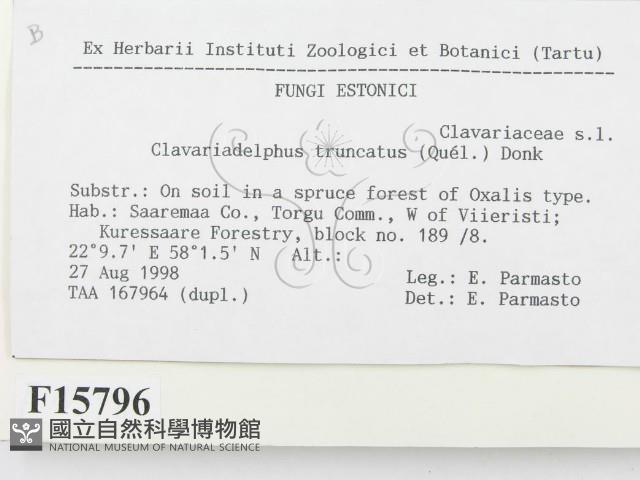 B
Ex Herbarii Instituti Zoologici et Botanici (Tartu)
FUNGI ESTONICI
Clavariaceae s.l.
Clavariadelphus truncatus (Quél.) Donk
Substr.: On soil in a spruce forest of Oxalis type.
Hab.: Saaremaa Co., Torgu Comm., W of Viieristi;
Kuressaare Forestry, block no. 189 /8.
22°9.7' E 58°1.5' N Alt.:
27 Aug 1998 Leg.: E. Parmasto
TAA 167964 (dupl.) Det.: E. Parmasto
F15796
國立自然科學博物館
NATIONAL MUSEUM OF NATURAL SCIENCE